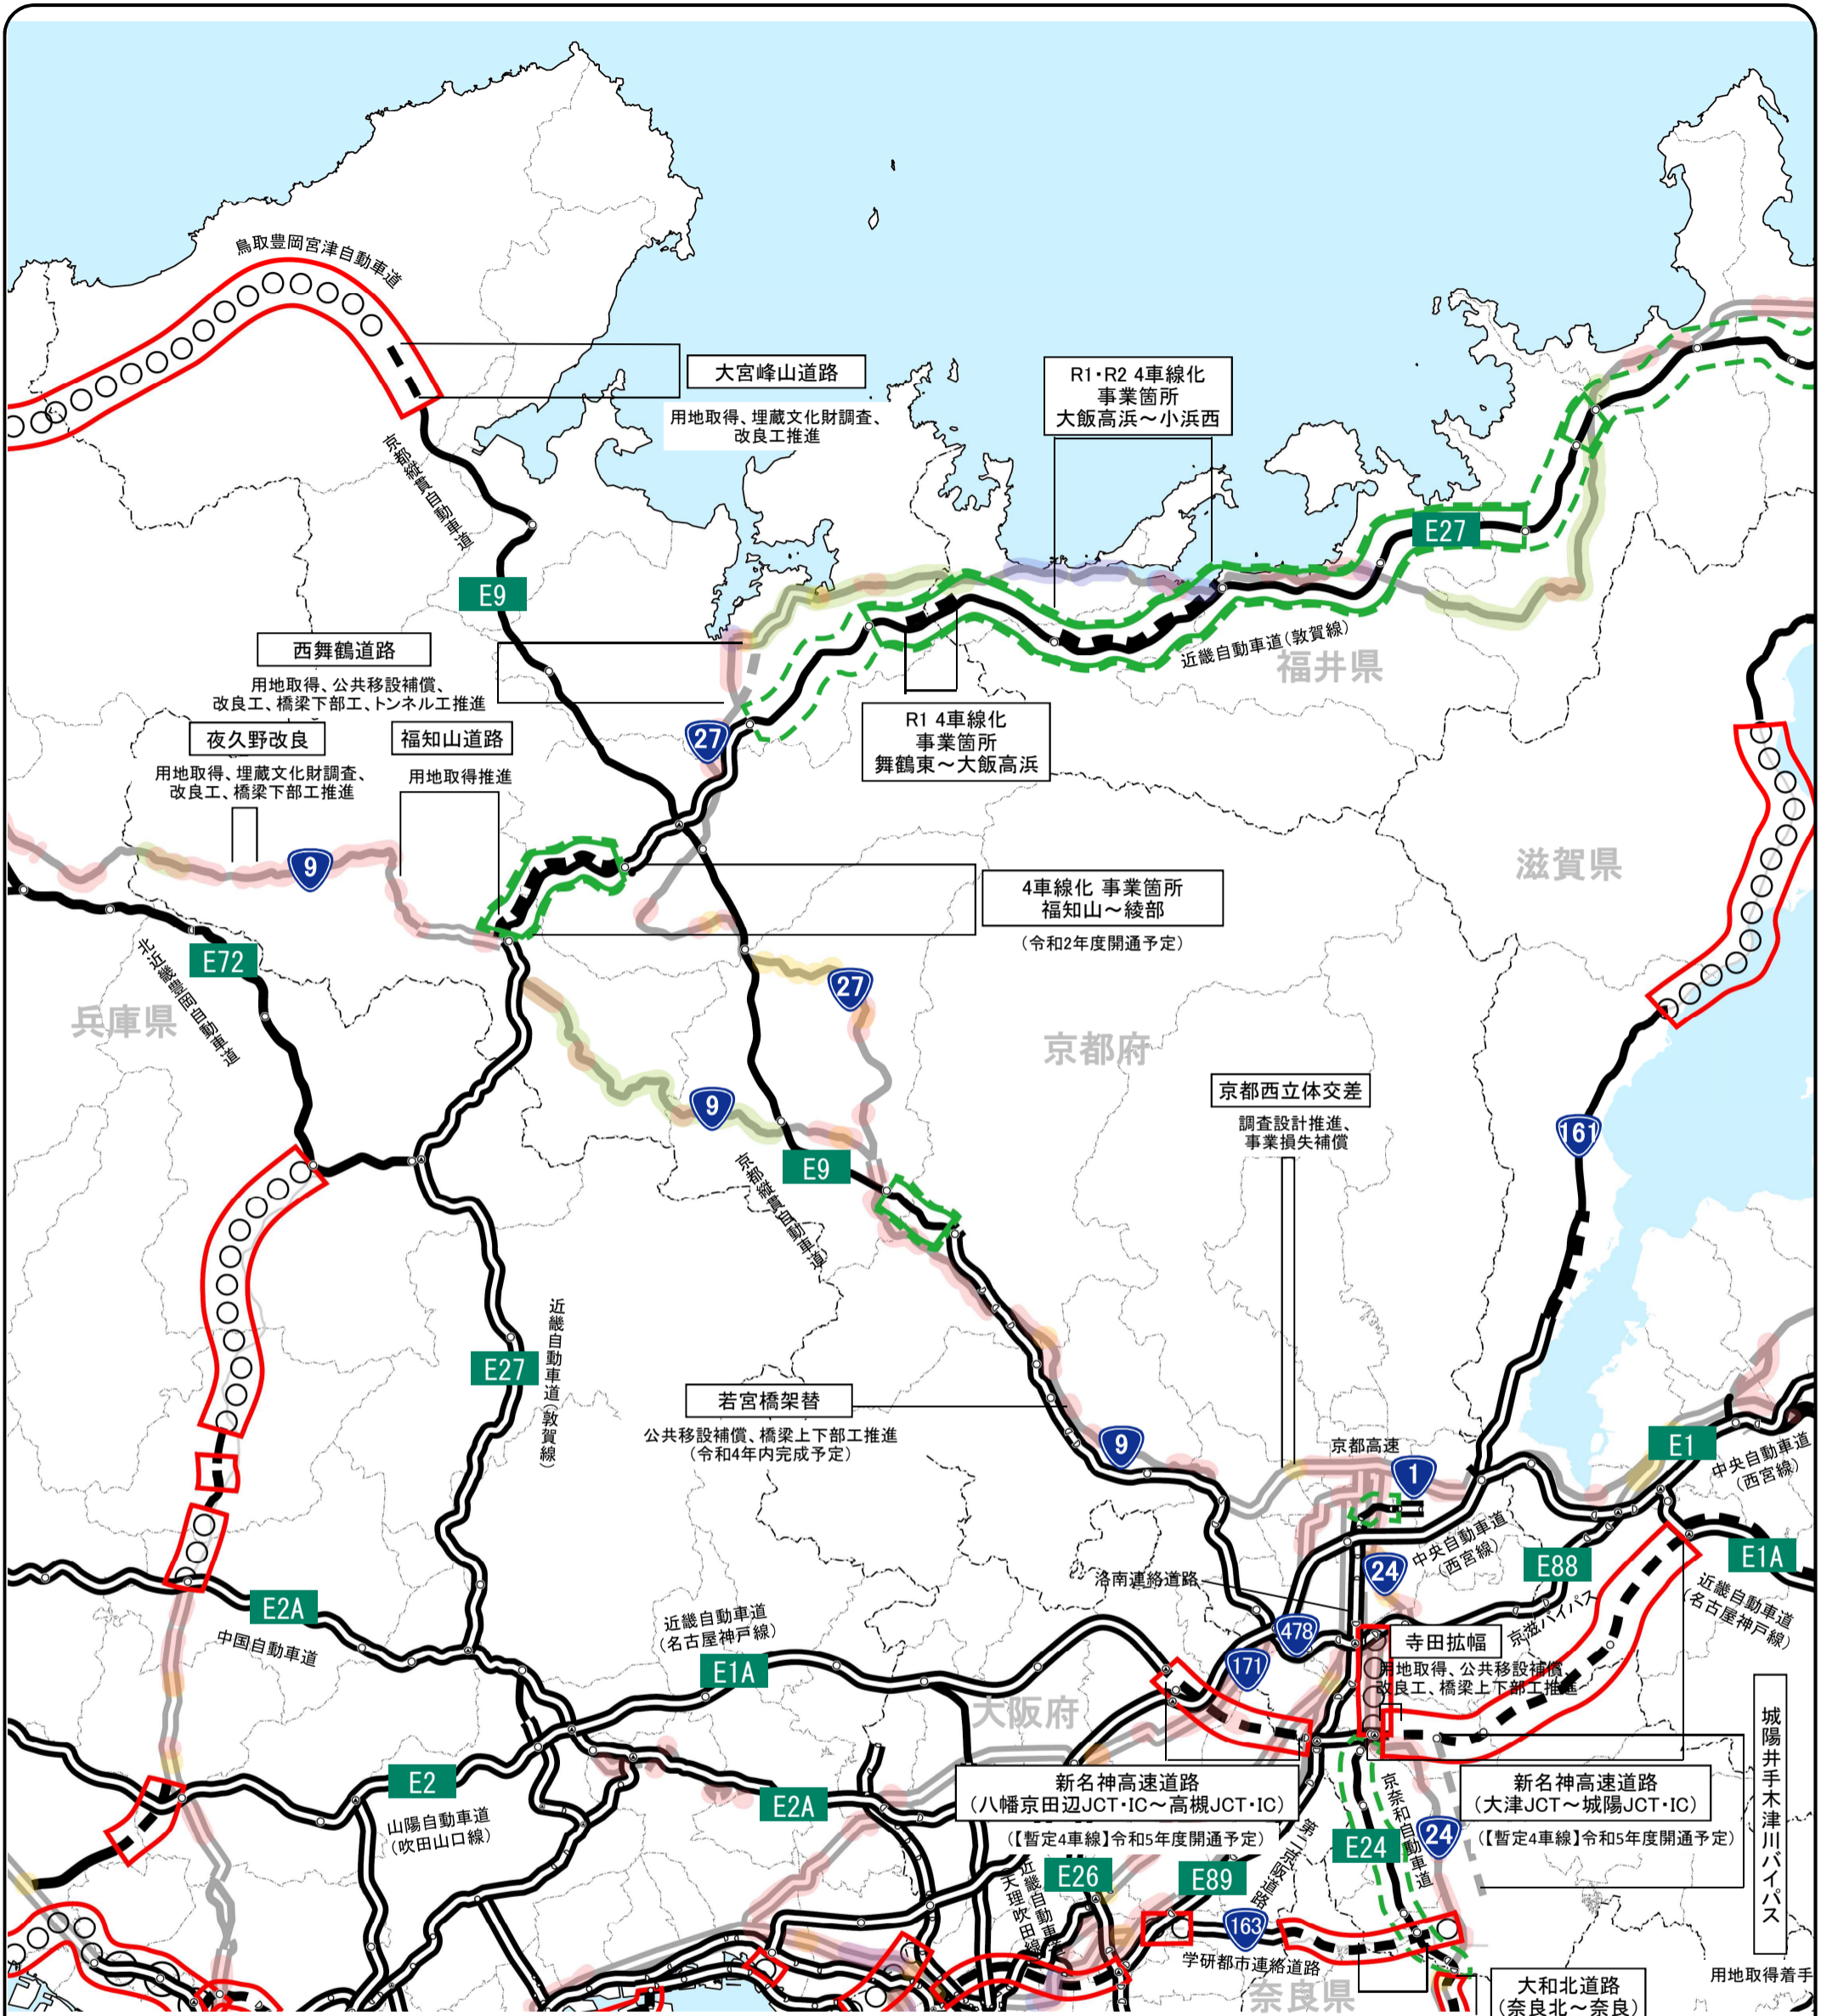 鳥取豊岡宮津自動車道
大宮峰山道路
用地取得、埋蔵文化財調査、
改良工推進
R1・R2 4車線化
事業箇所
大飯高浜～小浜西
京都縦貫自動車道
E27
E9
近畿自動車道(敦賀線)
福井県
西舞鶴道路
用地取得、公共移設補償、
改良工、橋梁下部工、トンネル工推進
27
R1 4車線化
事業箇所
舞鶴東～大飯高浜
夜久野改良
用地取得、埋蔵文化財調査、
改良工、橋梁下部工推進
福知山道路
用地取得推進
9
滋賀県
4車線化 事業箇所
福知山～綾部
(令和2年度開通予定)
E72
北近畿豊岡自動車道
27
兵庫県
京都府
9
京都西立体交差
調査設計推進、
事業損失補償
161
E9
京都縦貫自動車道
E27
近畿自動車道(敦賀線)
若宮橋架替
公共移設補償、橋梁上下部工推進
(令和4年内完成予定)
9
京都高速
1
E1
中央自動車道
(西宮線)
中央自動車道
(西宮線)
24
E88
E1A
近畿自動車道
(名古屋神戸線)
洛南連絡道路
京滋バイパス
E2A
中国自動車道
近畿自動車道
(名古屋神戸線)
E1A
478
171
寺田拡幅
用地取得、公共移設補償、
改良工、橋梁上下部工推進
大阪府
城陽井手木津川バイパス
E2
山陽自動車道
(吹田山口線)
E2A
新名神高速道路
(八幡京田辺JCT・IC～高槻JCT・IC)
(【暫定4車線】令和5年度開通予定)
新名神高速道路
(大津JCT～城陽JCT・IC)
(【暫定4車線】令和5年度開通予定)
京奈和自動車道
E24
24
第二京阪道路
E26
E89
近畿自動車道
天理吹田線
163
学研都市連絡道路
奈良県
大和北道路
(奈良北～奈良)
用地取得着手